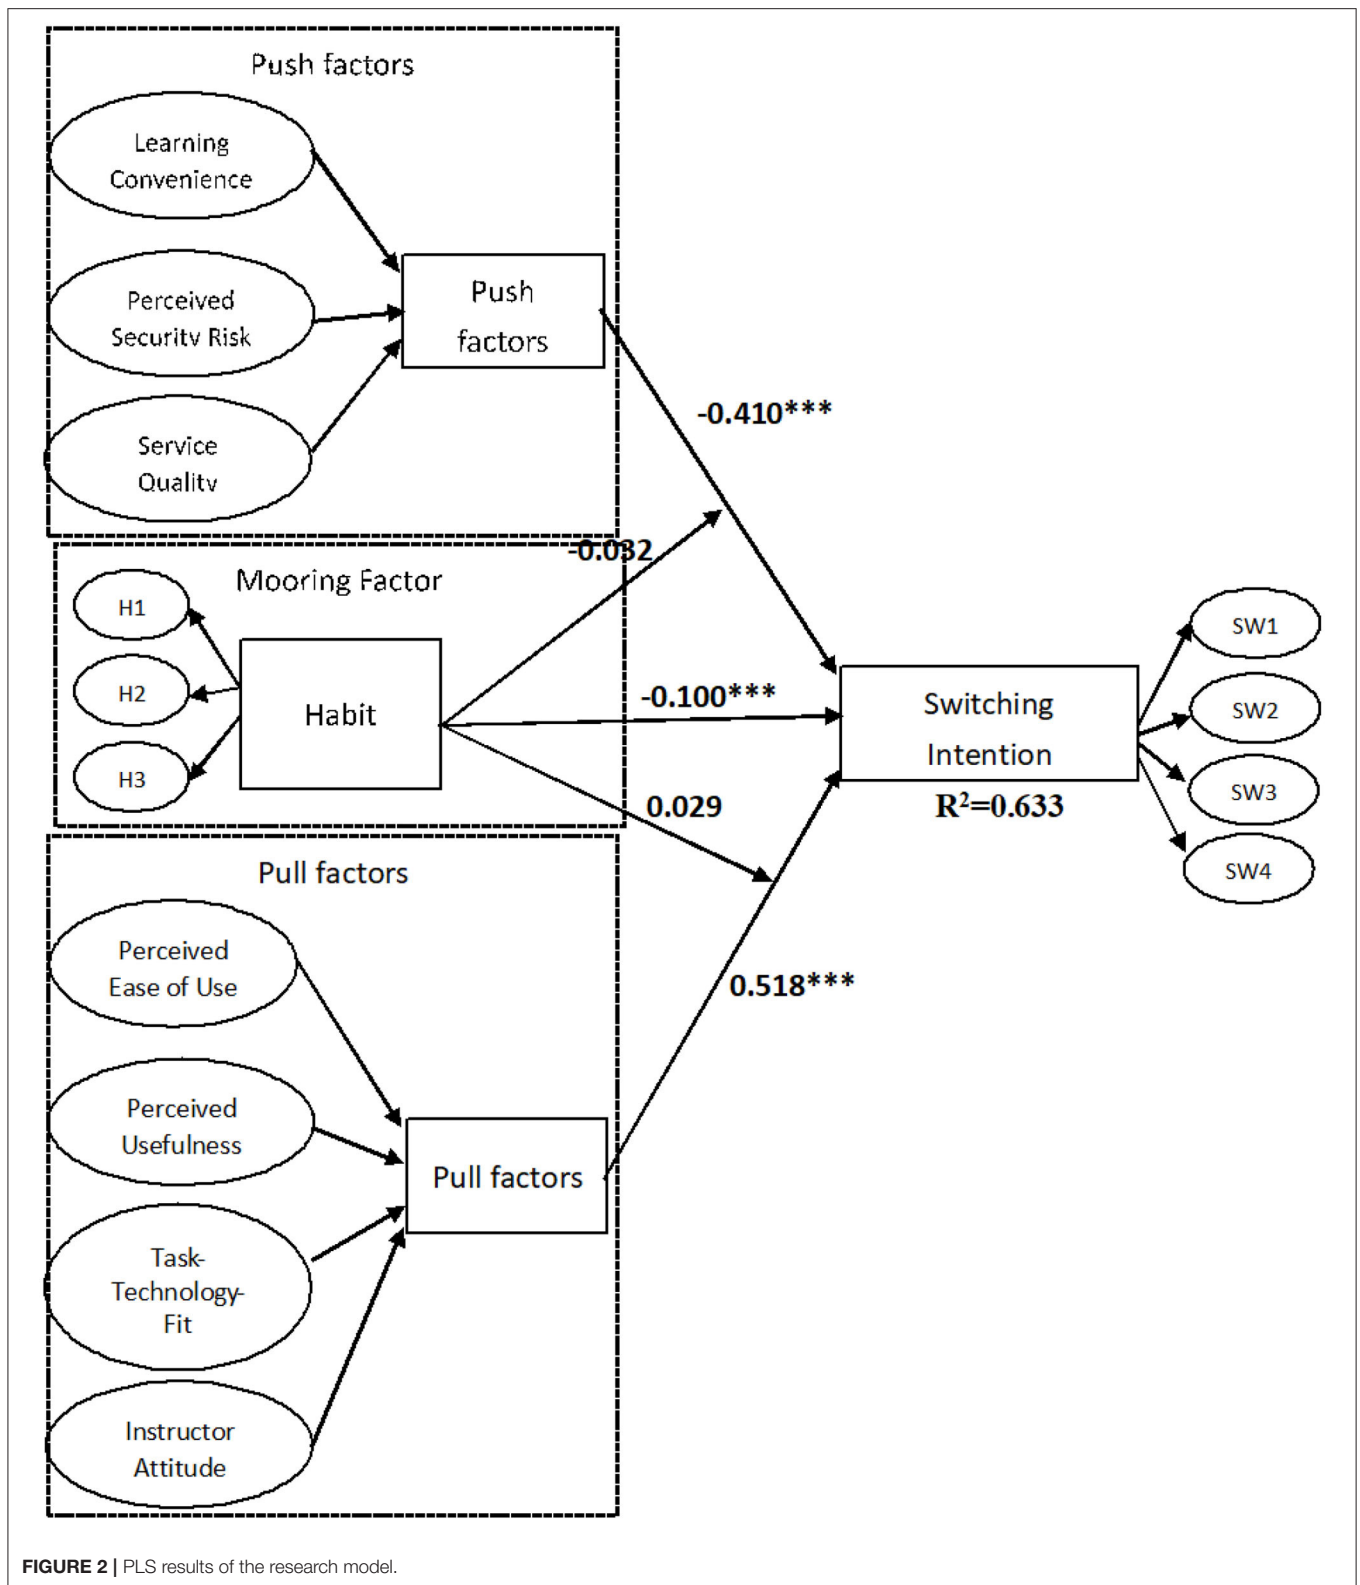 Push factors
Learning
Convenience
Perceived
Security Risk
Service
Quality
Push
factors
-0.410***
-0.032
Mooring Factor
H1
H2
H3
Habit
-0.100***
0.029
Switching
Intention
R²=0.633
SW1
SW2
SW3
SW4
Pull factors
Perceived
Ease of Use
Perceived
Usefulness
Task-
Technology-
Fit
Instructor
Attitude
Pull factors
0.518***
FIGURE 2 | PLS results of the research model.